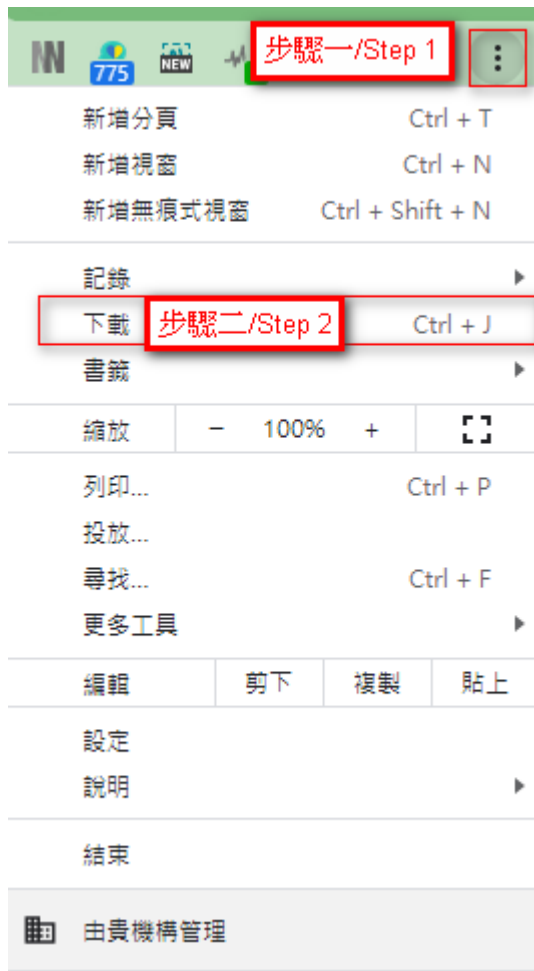 775
NEW
步驟一/Step 1
新增分頁 Ctrl + T
新增視窗 Ctrl + N
新增無痕式視窗 Ctrl + Shift + N
記錄
下載 步驟二/Step 2 Ctrl + J
書籤
縮放 - 100% +
列印... Ctrl + P
投放...
尋找... Ctrl + F
更多工具
編輯 剪下 複製 貼上
設定
說明
結束
由貴機構管理